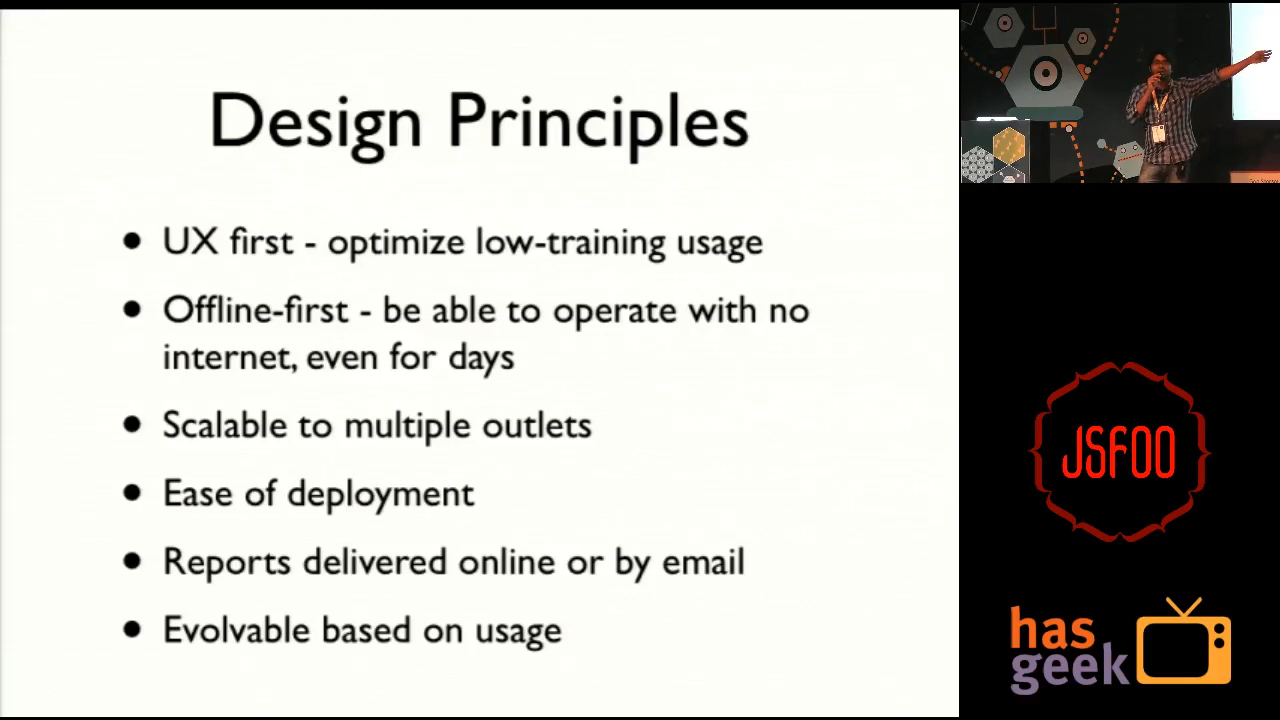 Design Principles
• UX first - optimize low-training usage
• Offline-first - be able to operate with no
internet, even for days
• Scalable to multiple outlets
• Ease of deployment
• Reports delivered online or by email
• Evolvable based on usage
JSFOO
has
geek